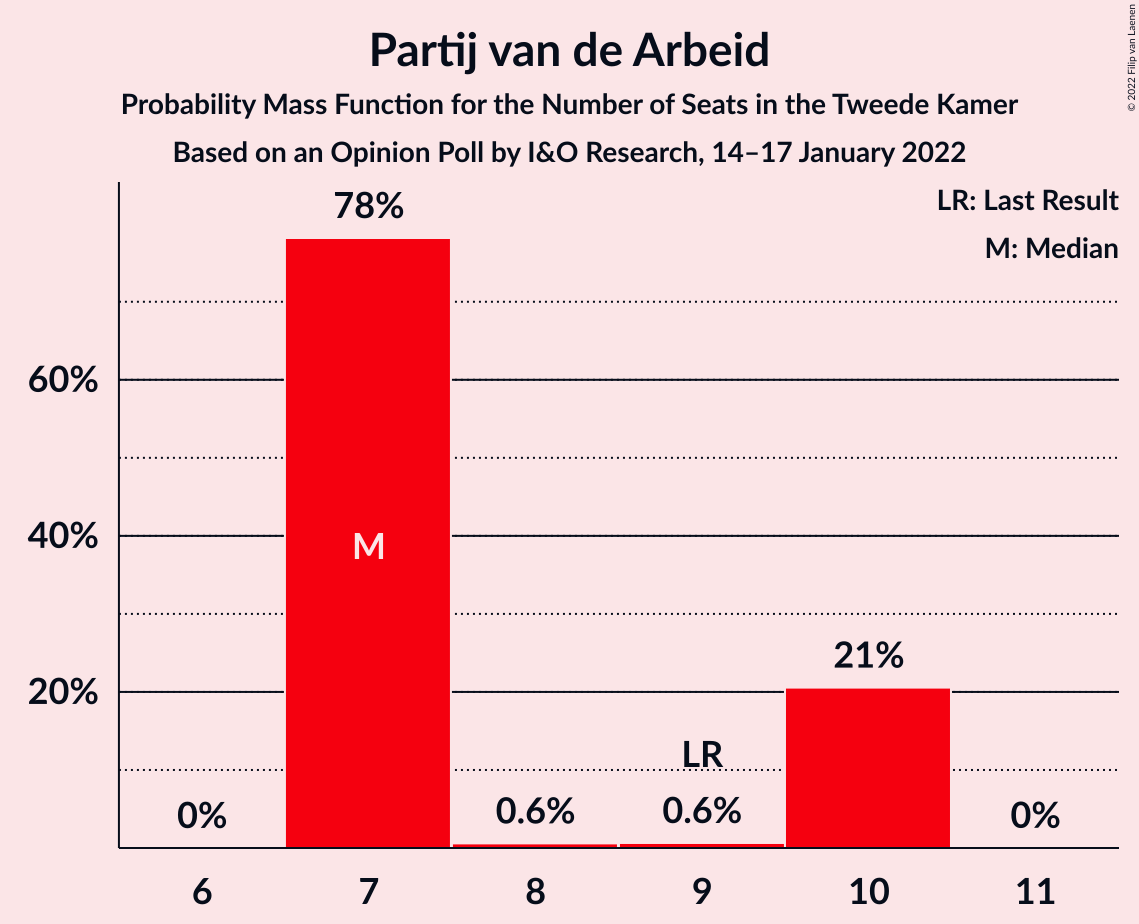 Partij van de Arbeid
Probability Mass Function for the Number of Seats in the Tweede Kamer
Based on an Opinion Poll by I&O Research, 14–17 January 2022
© 2022 Filip van Laenen
LR: Last Result
M: Median
78%
60%
40%
20%
M
21%
LR
0%
0.6%
0.6%
0%
6 7 8 9 10 11